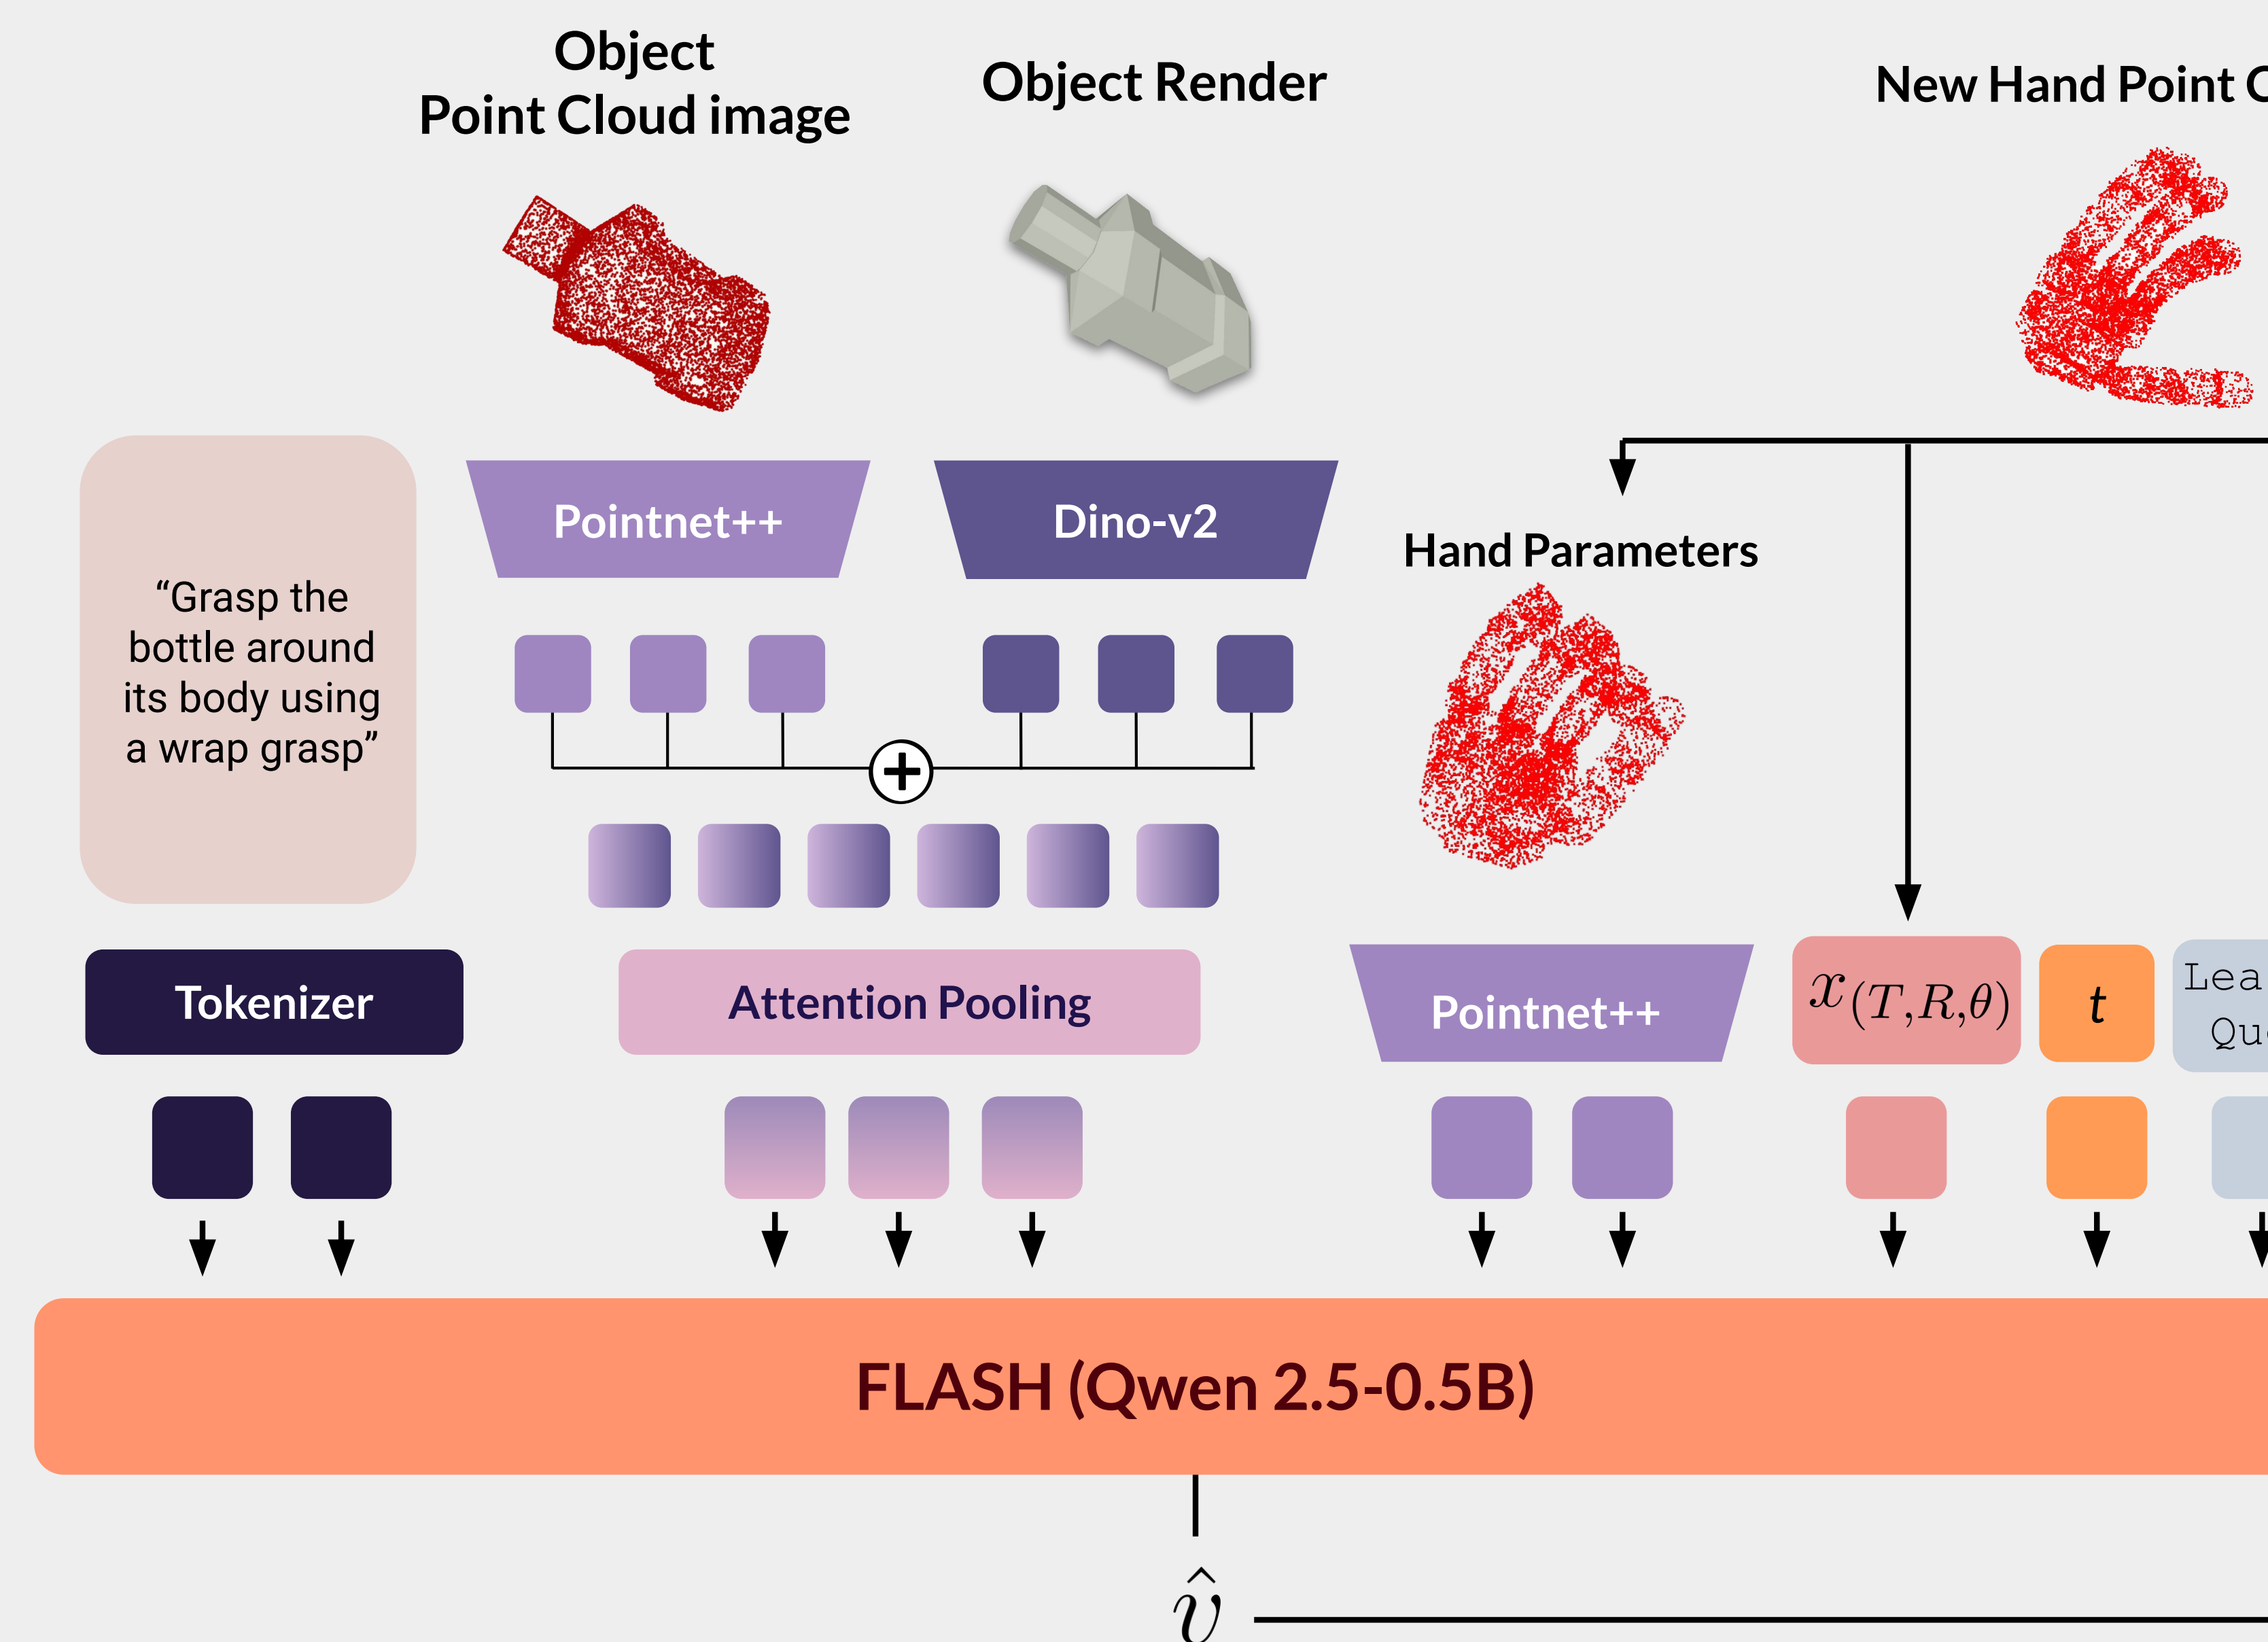 Object
Point Cloud image
Object Render
New Hand Point
Pointnet++
Dino-v2
Hand Parameters
“Grasp the
bottle around
its body using
a wrap grasp”
Tokenizer
Attention Pooling
Pointnet++
x(T,R,θ)
t
FLASH (Qwen 2.5-0.5B)
v̂